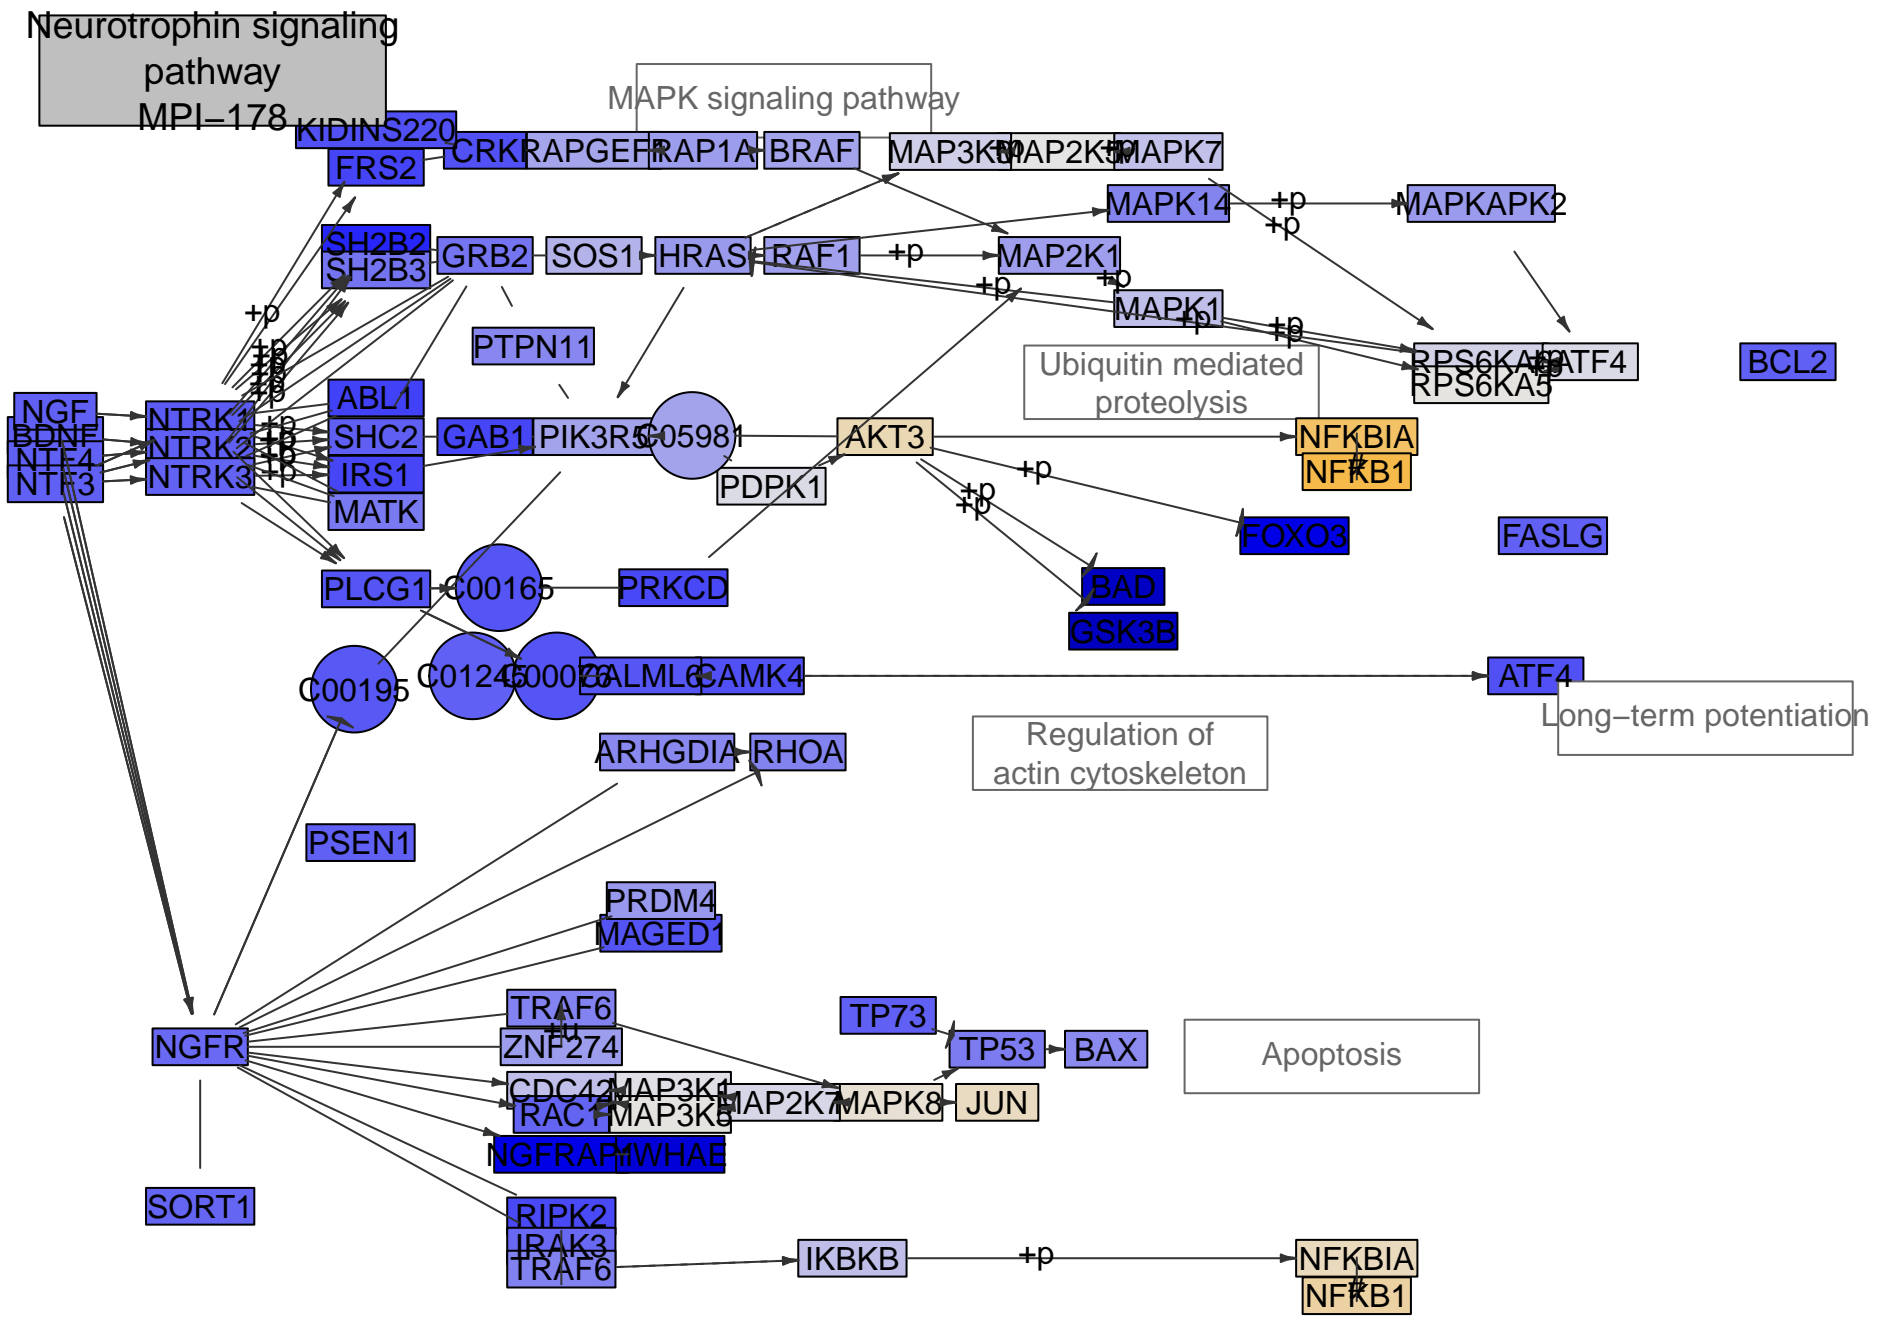 Neurotrophin signaling
pathway
MPI−178
MAPK signaling pathway
KIDINS220
FRS2
CRK
RAPGEF1
RAP1A
BRAF
MAP3K3
+p
MAP2K5
+p
MAPK7
MAPK14
+p
MAPKAPK2
+p
SH2B2
SH2B3
GRB2
SOS1
HRAS
RAF1
+p
MAP2K1
+p
+p
MAPK1
+p
+p
+p
PTPN11
Ubiquitin mediated
proteolysis
RPS6KA6
RPS6KA5
+p
+p
ATF4
BCL2
+p
+p
+p
+p
+p
+p
NGF
BDNF
NTF4
NTF3
NTRK1
NTRK2
NTRK3
+p
+p
+p
+p
ABL1
SHC2
IRS1
MATK
GAB1
PIK3R5
C05981
PDPK1
AKT3
+p
+p
+p
NFKBIA
NFKB1
FOXO3
FASLG
BAD
GSK3B
PLCG1
C00165
PRKCD
C00195
C01245
C00076
CALML6
CAMK4
ATF4
Long−term potentiation
Regulation of
actin cytoskeleton
ARHGDIA
RHOA
PSEN1
PRDM4
MAGED1
NGFR
TRAF6
+u
ZNF274
TP73
TP53
BAX
Apoptosis
CDC42
RAC1
MAP3K1
MAP3K5
MAP2K7
MAPK8
JUN
NGFRAP1
YWHAE
SORT1
RIPK2
IRAK3
TRAF6
IKBKB
+p
NFKBIA
NFKB1